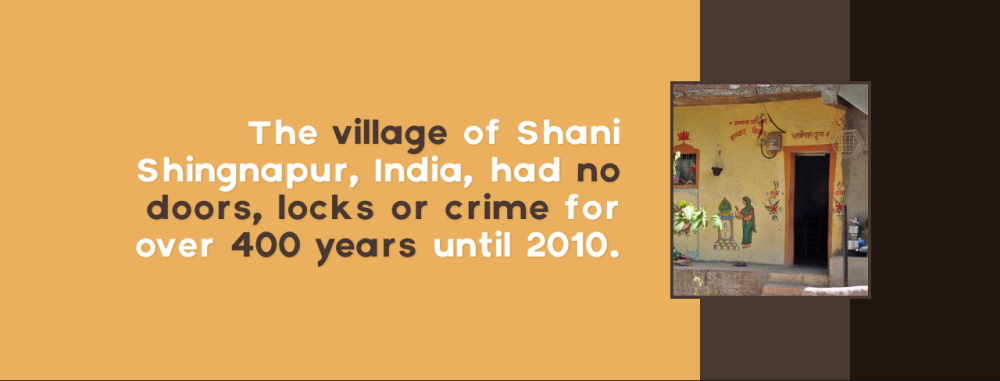 The village of Shani
Shingnapur, India, had no
doors, locks or crime for
over 400 years until 2010.